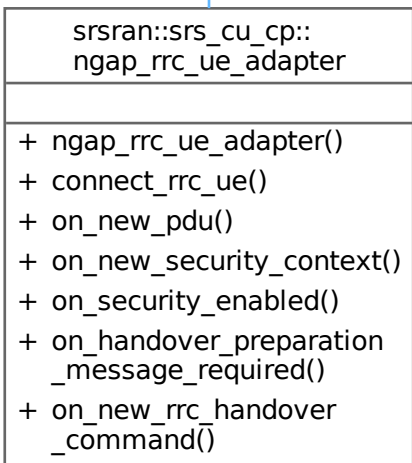 srsran::srs_cu_cp::
ngap_rrc_ue_adapter
+ ngap_rrc_ue_adapter()
+ connect_rrc_ue()
+ on_new_pdu()
+ on_new_security_context()
+ on_security_enabled()
+ on_handover_preparation
_message_required()
+ on_new_rrc_handover
_command()